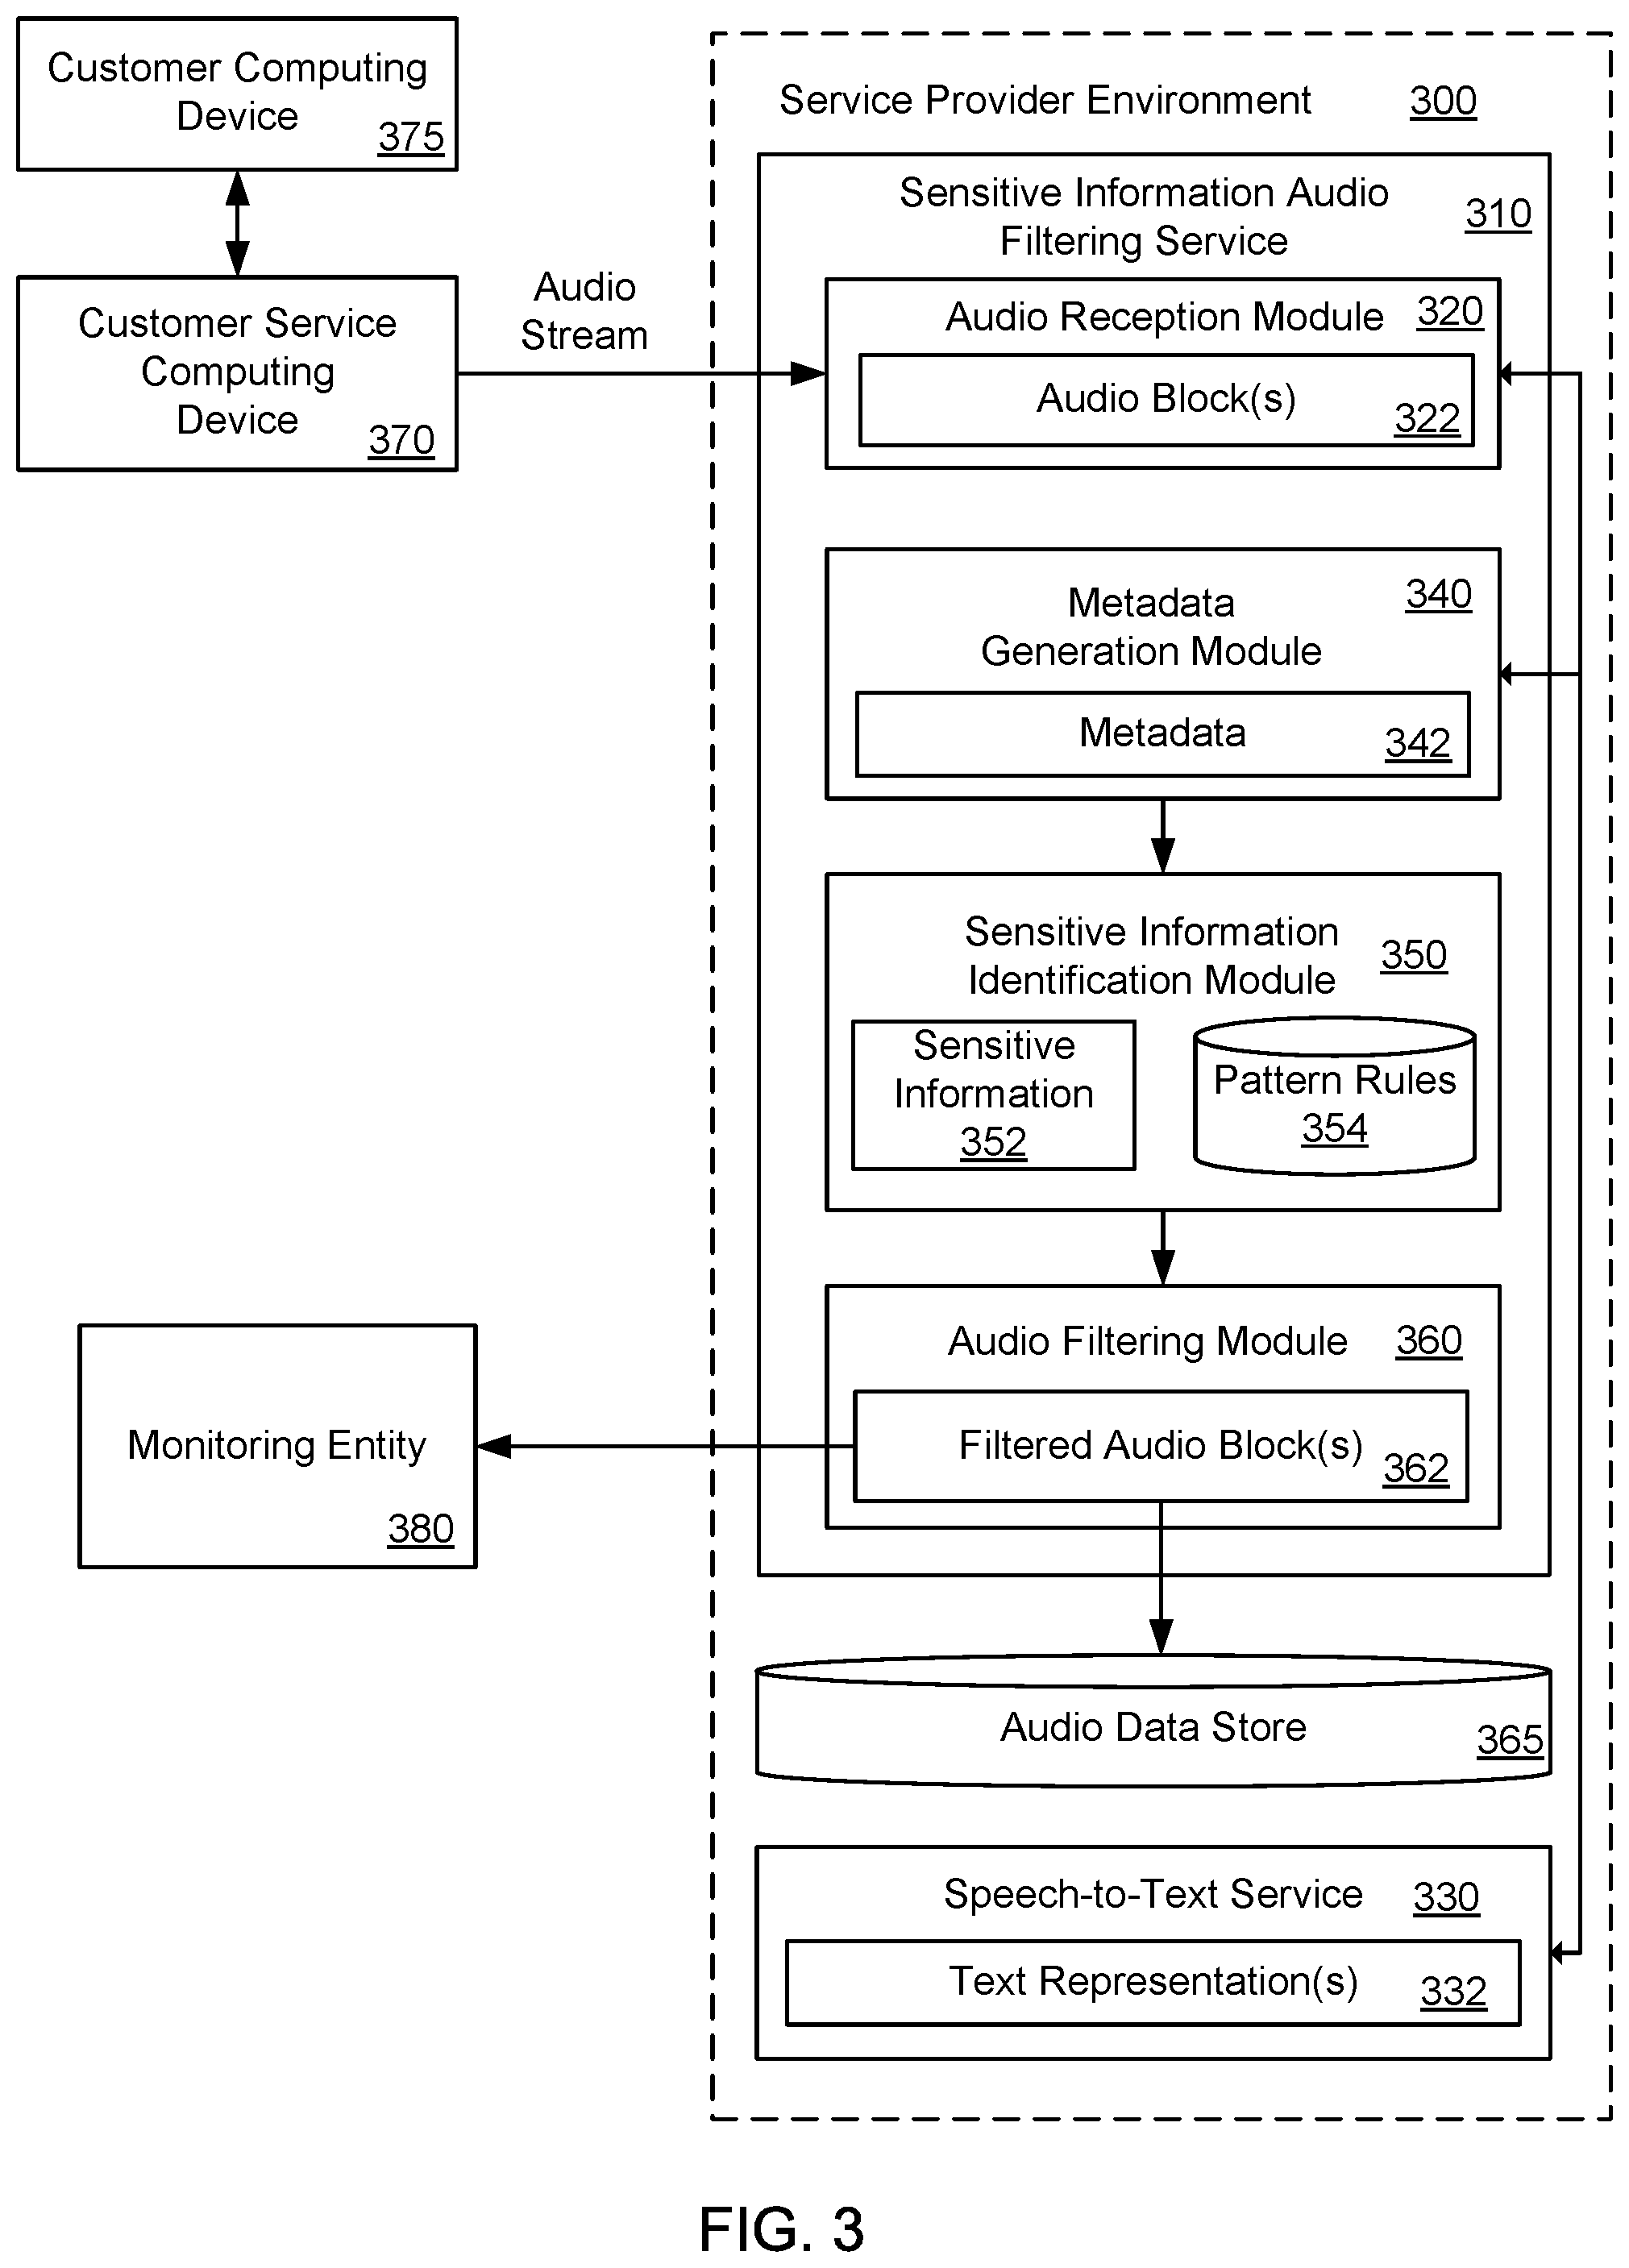 Customer Computing
Device
375
Customer Service
Computing
Device
370
Audio
Stream
Service Provider Environment 300
Sensitive Information Audio
Filtering Service
310
Audio Reception Module 320
Audio Block(s)
322
Metadata
Generation Module
340
Metadata
342
Sensitive Information
Identification Module
350
Sensitive
Information
352
Pattern Rules
354
Audio Filtering Module 360
Filtered Audio Block(s)
362
Monitoring Entity
380
Audio Data Store
365
Speech-to-Text Service 330
Text Representation(s) 332
FIG. 3